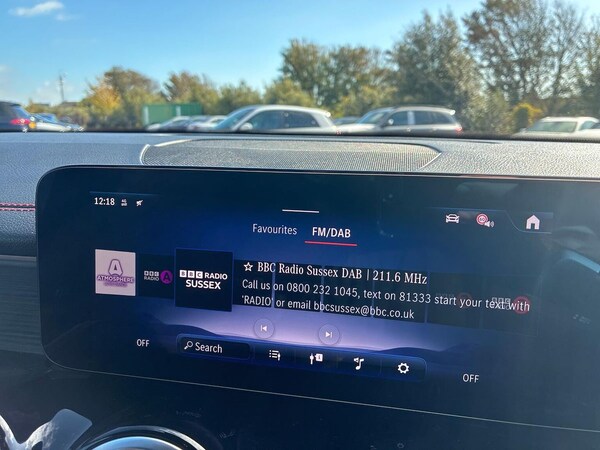 12:18
Favourites FM/DAB
ATMOSPHERE
BBC RADIO
BBC RADIO SUSSEX
☆ BBC Radio Sussex DAB | 211.6 MHz
Call us on 0800 232 1045, text on 81333 start your text with
'RADIO' or email bbcsussex@bbc.co.uk
OFF
Search
OFF